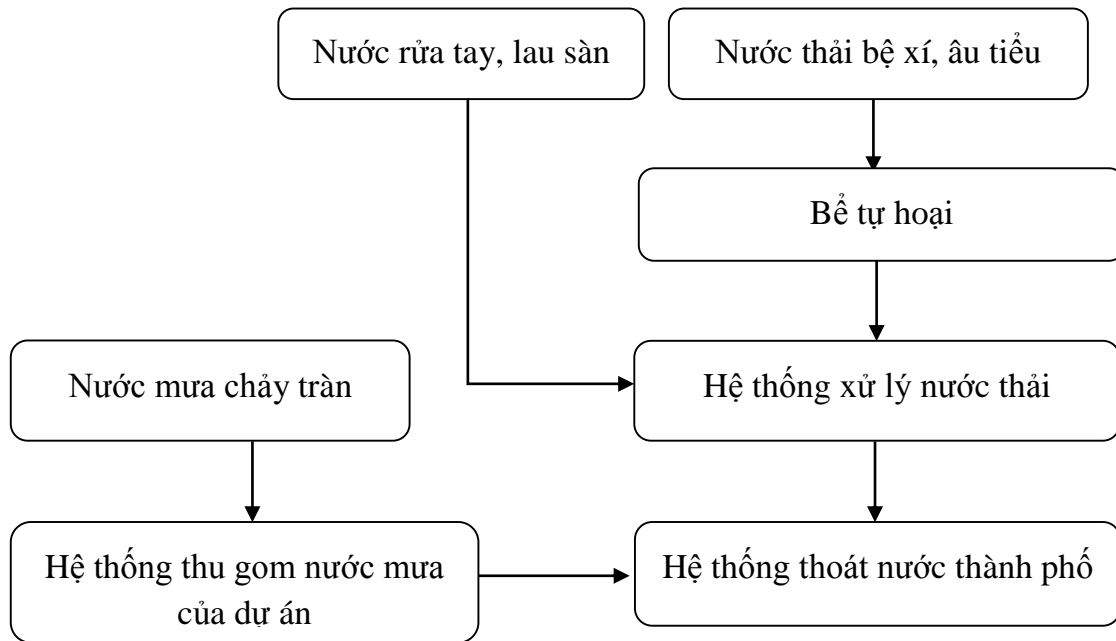 Nước rửa tay, lau sàn
Nước thải bệ xí, âu tiểu
Bể tự hoại
Nước mưa chảy tràn
Hệ thống xử lý nước thải
Hệ thống thu gom nước mưa
của dự án
Hệ thống thoát nước thành phố